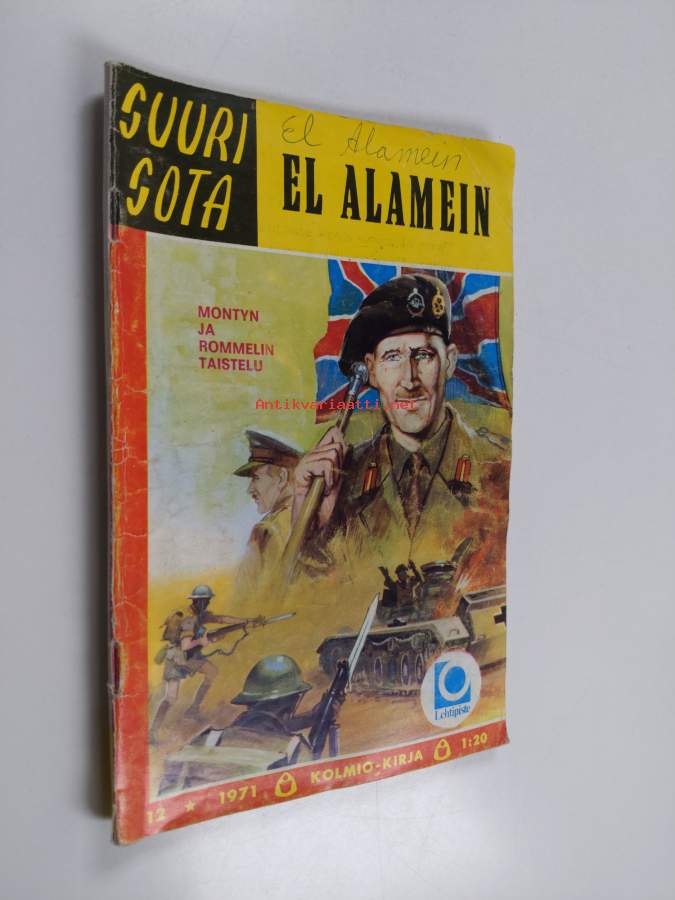 SUURI
SOTA
El Alamein
EL ALAMEIN
MONTYN
JA
ROMMELIN
TAISTELU
Antikvariaatti.net
Lehtipiste
12 ★ 1971 KOLMIO-KIRJA 1:20